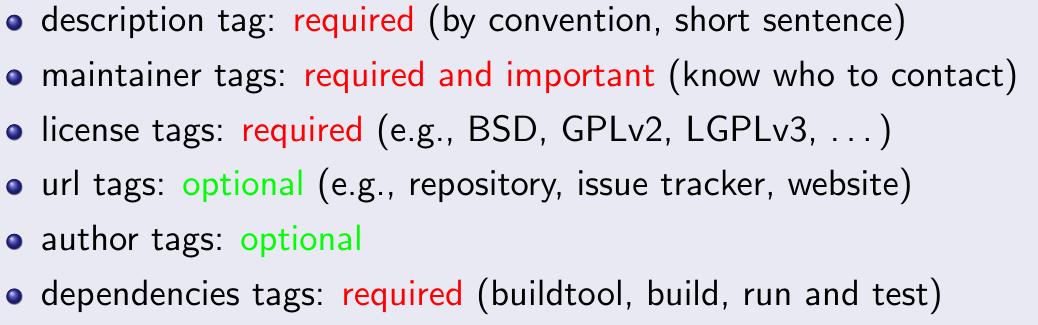 description tag: required (by convention, short sentence)
maintainer tags: required and important (know who to contact)
license tags: required (e.g., BSD, GPLv2, LGPLv3, ...)
url tags: optional (e.g., repository, issue tracker, website)
author tags: optional
dependencies tags: required (buildtool, build, run and test)